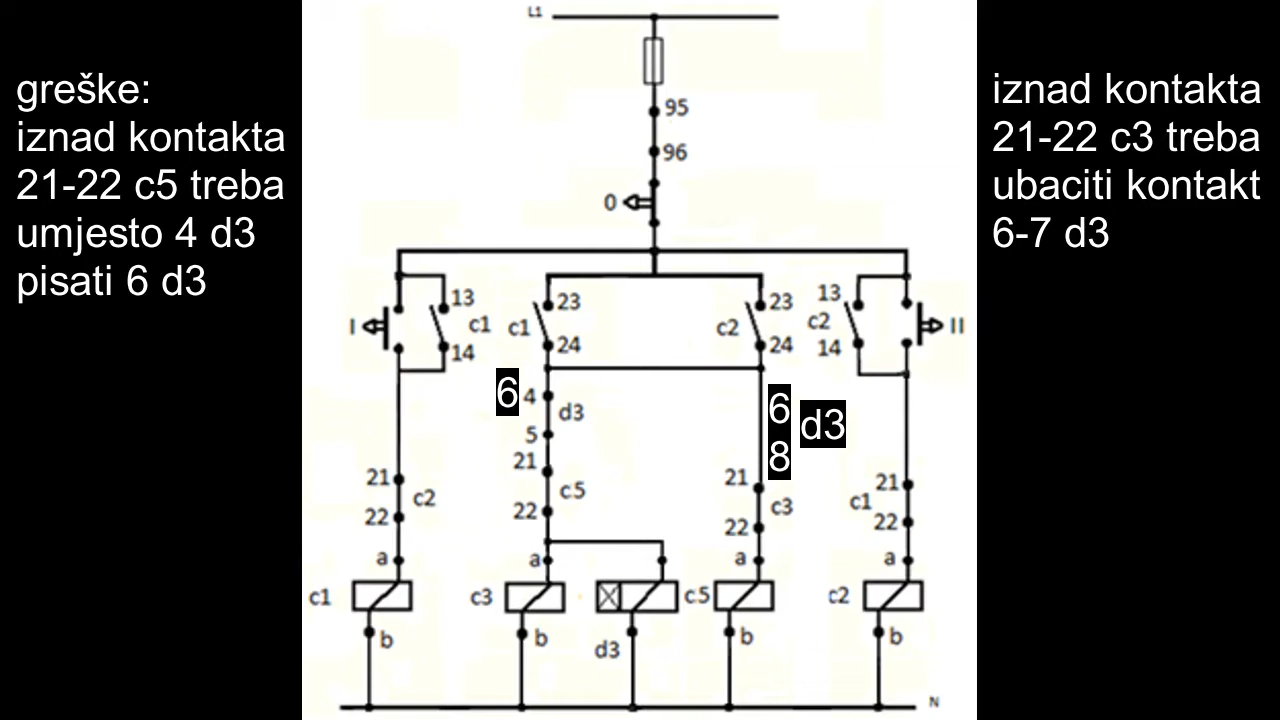 greške:
iznad kontakta
21-22 c5 treba
umjesto 4 d3
pisati 6 d3
iznad kontakta
21-22 c3 treba
ubaciti kontakt
6-7 d3
L1
95
96
0
I
13
c1
14
c1
23
24
c2
23
24
13
c2
14
II
6
4
d3
5
6
8
d3
21
c2
22
21
c5
22
21
c3
22
21
c1
22
a
a
a
a
c1
c3
c5
c2
b
b
d3
b
b
N